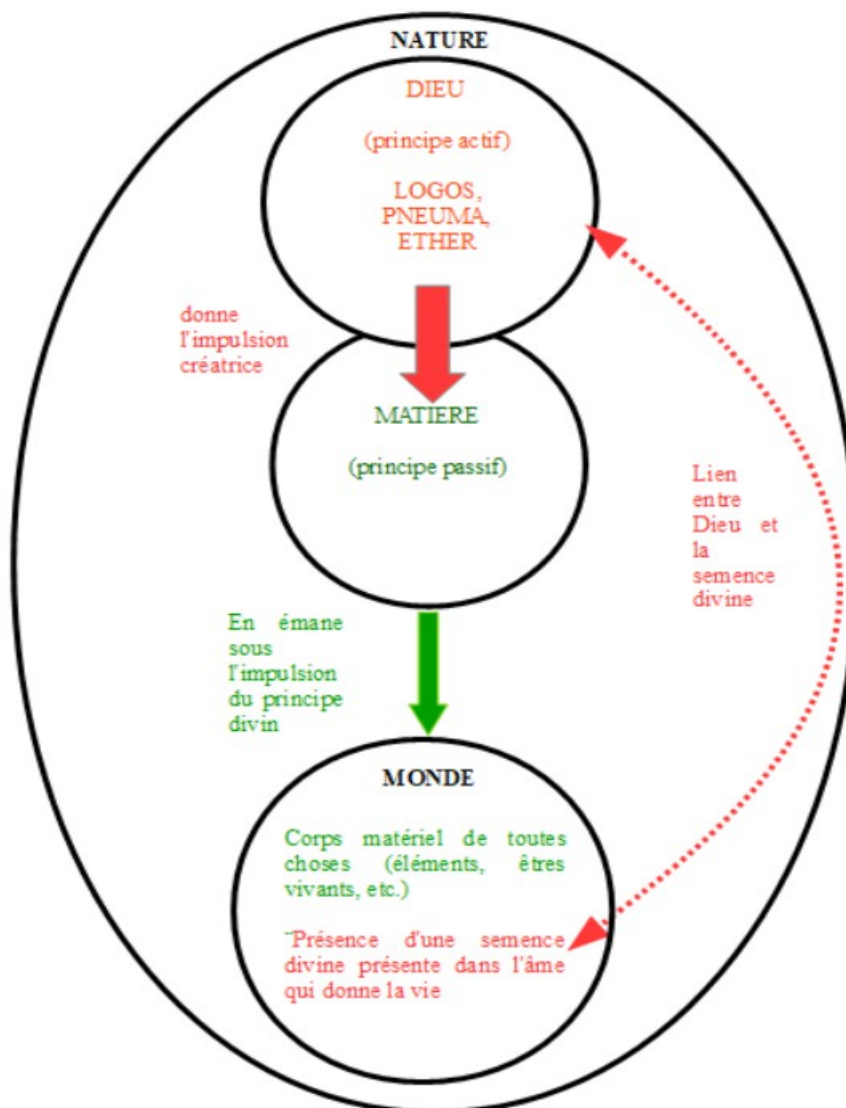 NATURE
DIEU
(principe actif)
LOGOS,
PNEUMA,
ETHER
donne
l'impulsion
créatrice
MATIERE
(principe passif)
Lien
entre
Dieu et
la
semence
divine
En émane
sous
l'impulsion
du principe
divin
MONDE
Corps matériel de toutes
choses (éléments, êtres
vivants, etc.)
¨Présence d'une semence
divine présente dans l'âme
qui donne la vie